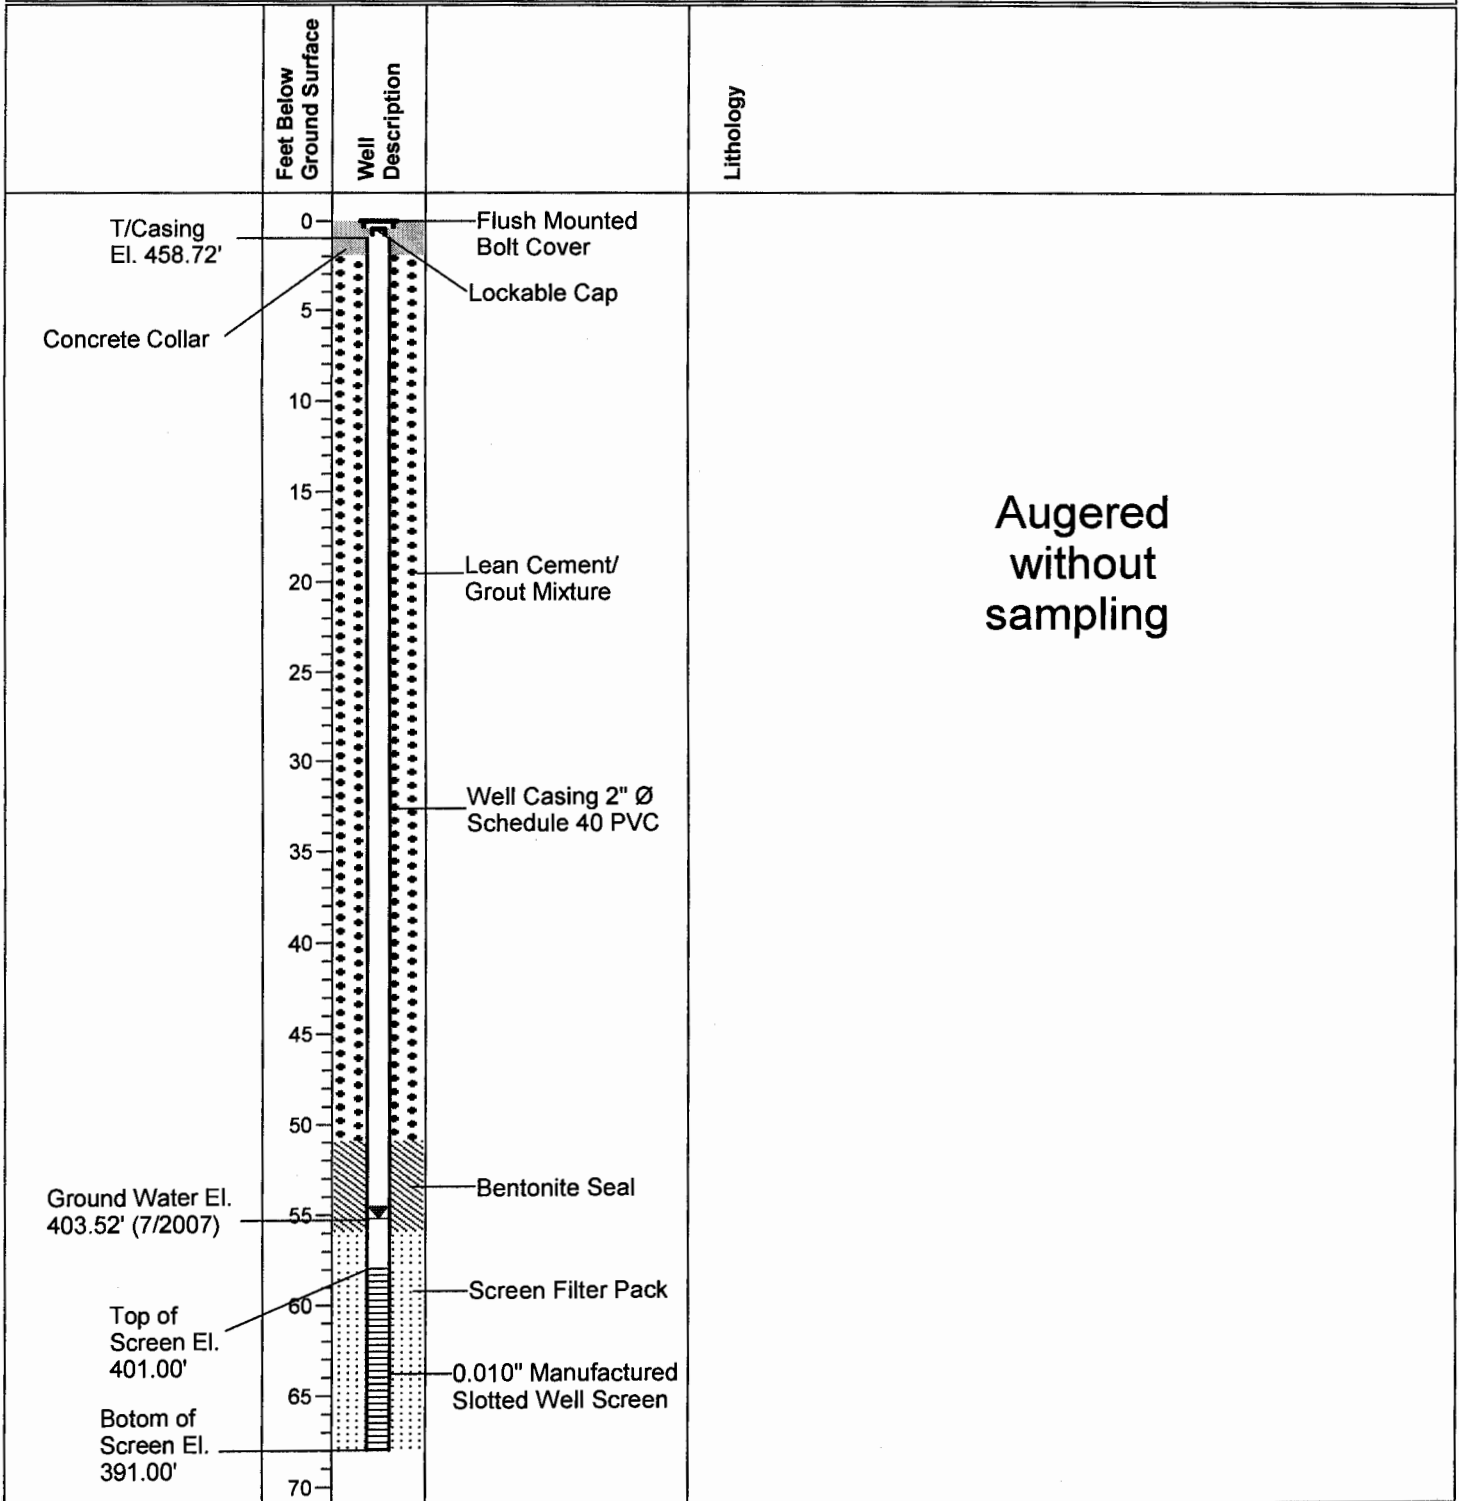 Feet Below
Ground Surface
Well
Description
Lithology
T/Casing
El. 458.72'
Concrete Collar
Flush Mounted
Bolt Cover
Lockable Cap
0
5
10
15
20
25
30
35
40
45
50
55
60
65
70
Lean Cement/
Grout Mixture
Well Casing 2" Ø
Schedule 40 PVC
Augered
without
sampling
Bentonite Seal
Ground Water El.
403.52' (7/2007)
Screen Filter Pack
Top of
Screen El.
401.00'
0.010" Manufactured
Slotted Well Screen
Botom of
Screen El.
391.00'